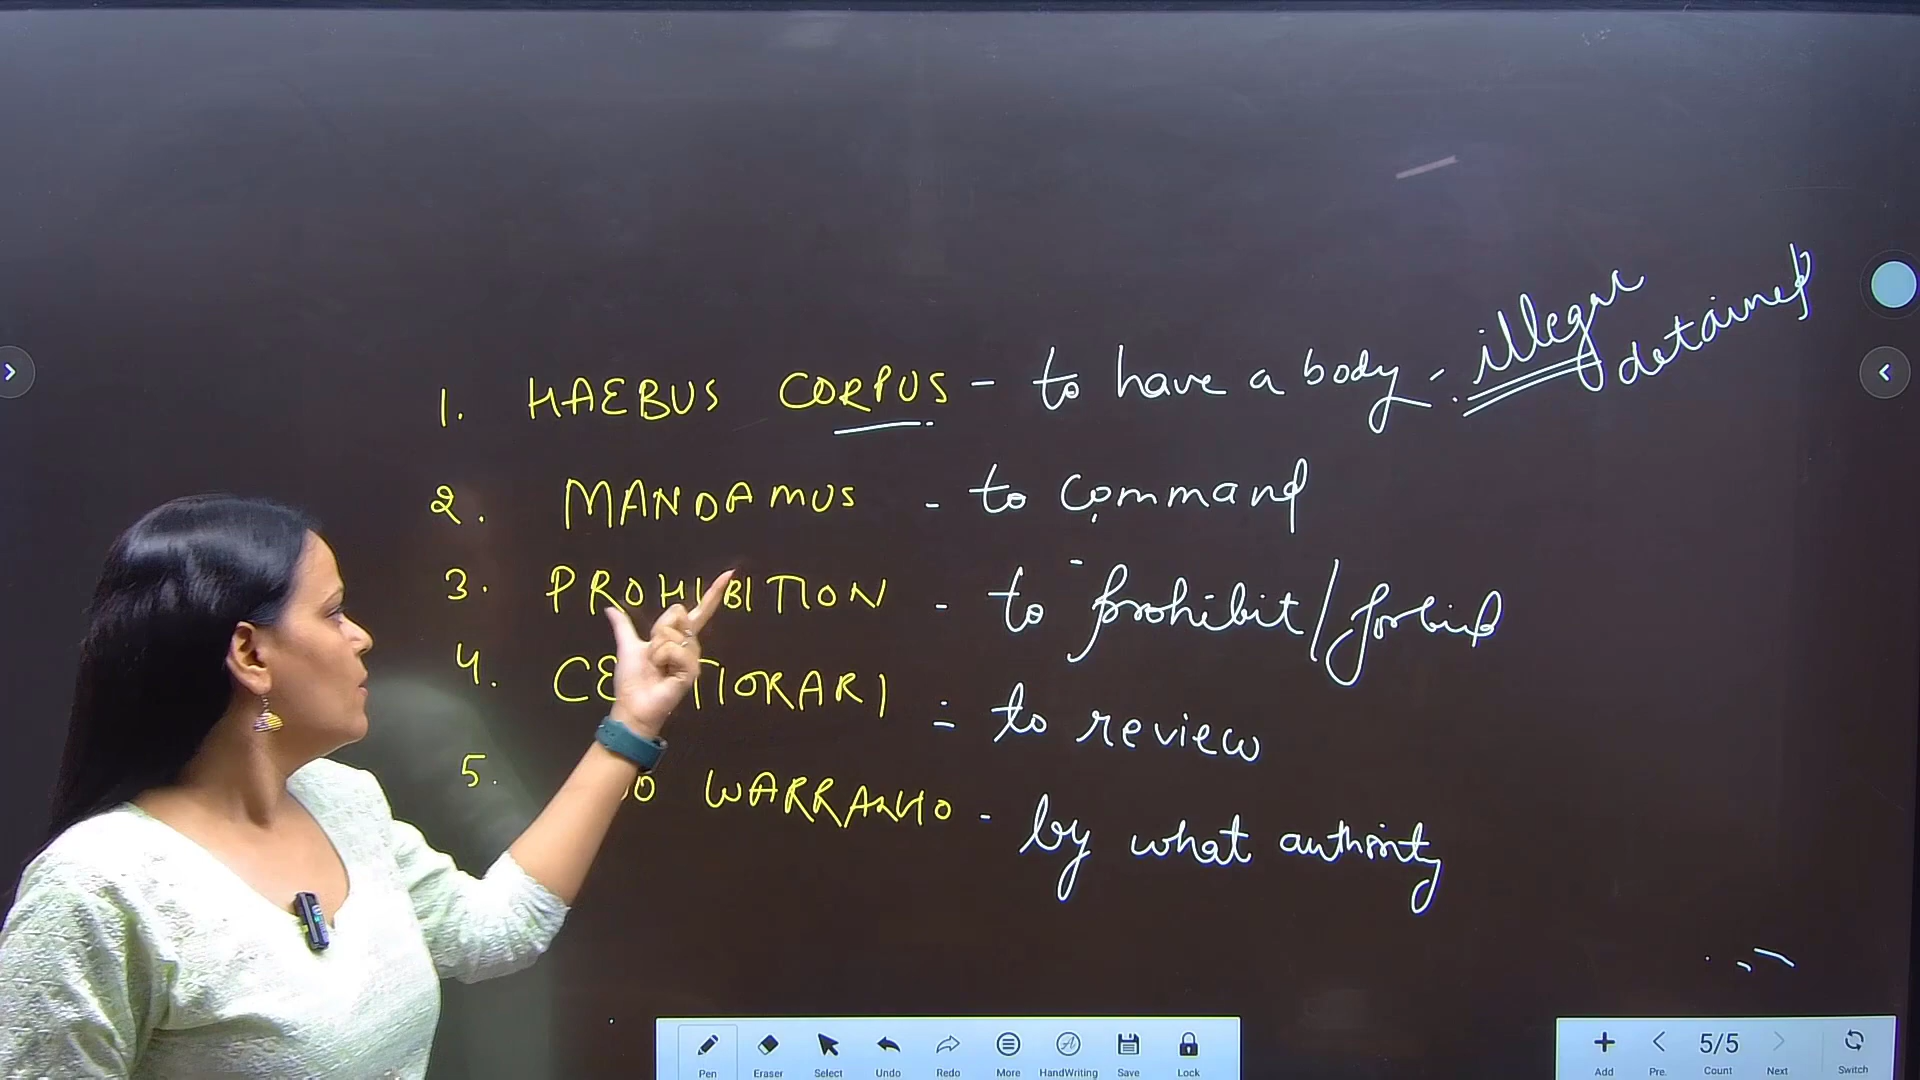 1. HAEBUS CORPUS - to have a body. illegal detained
2. MANDAMUS - to command
3. PROHIBITION - to prohibit/forbid
4. CE TIORARI - to review
5. O WARRANTO - by what authority
Pen Eraser Select Undo Redo More HandWriting Save Lock
5/5
Add Pre. Count Next Switch